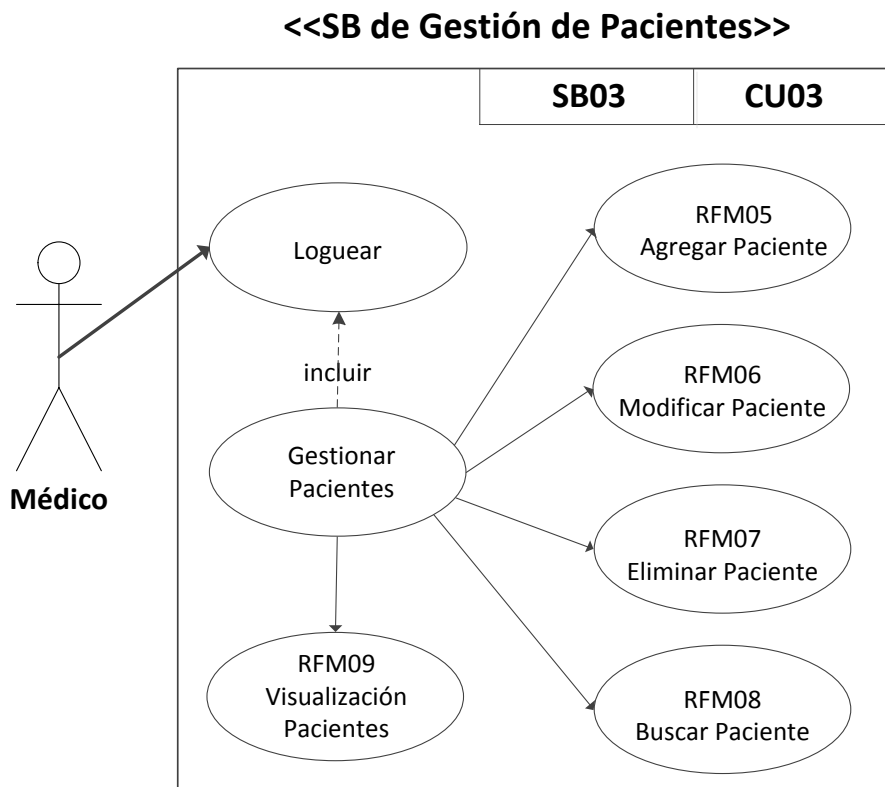 <<SB de Gestión de Pacientes>>
SB03
CU03
Loguear
RFM05
Agregar Paciente
incluir
RFM06
Modificar Paciente
Gestionar
Pacientes
Médico
RFM07
Eliminar Paciente
RFM09
Visualización
Pacientes
RFM08
Buscar Paciente